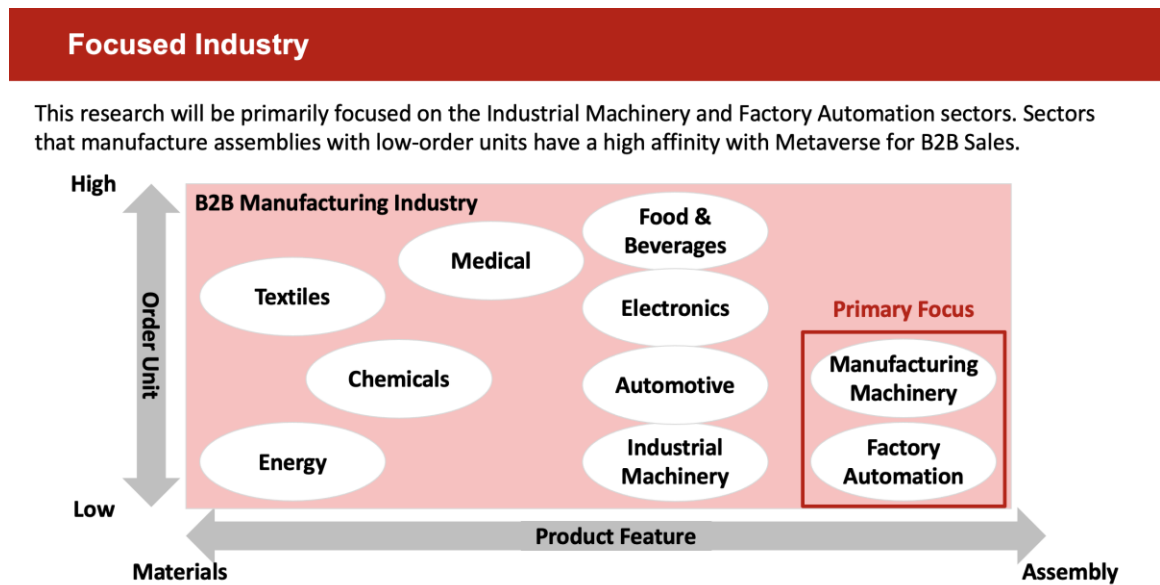 Focused Industry
This research will be primarily focused on the Industrial Machinery and Factory Automation sectors. Sectors
that manufacture assemblies with low-order units have a high affinity with Metaverse for B2B Sales.
High
B2B Manufacturing Industry
Food &
Beverages
Medical
Textiles
Electronics
Order Unit
Primary Focus
Manufacturing
Machinery
Chemicals
Automotive
Energy
Industrial
Machinery
Factory
Automation
Low
Product Feature
Materials
Assembly